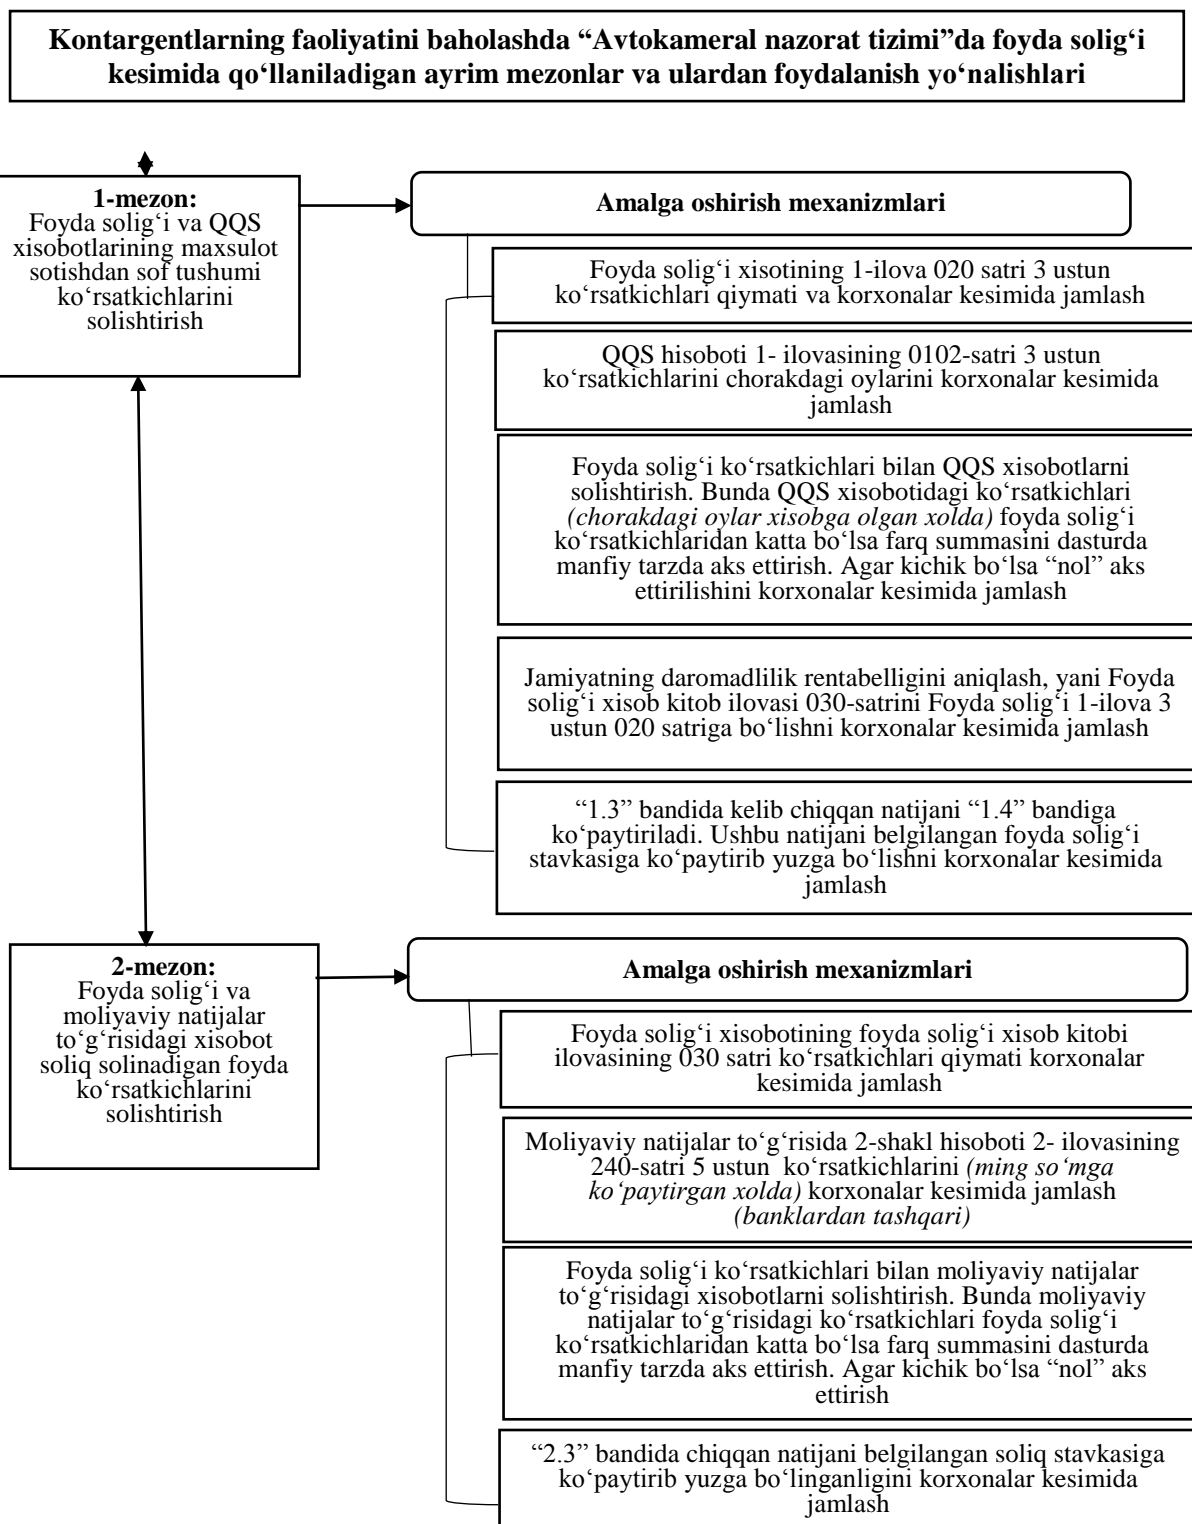 Kontargentlarning faoliyatini baholashda “Avtokameral nazorat tizimi”da foyda solig‘i
kesimida qo‘llaniladigan ayrim mezonlar va ulardan foydalanish yo‘nalishlari
1-mezon:
Foyda solig‘i va QQS
xisobotlarining maxsulot
sotishdan sof tushumi
ko‘rsatkichlarini
solishtirish
Amalga oshirish mexanizmlari
Foyda solig‘i xisotining 1-ilova 020 satri 3 ustun
ko‘rsatkichlari qiymati va korxonalar kesimida jamlash
QQS hisoboti 1- ilovasining 0102-satri 3 ustun
ko‘rsatkichlarini chorakdagi oylarini korxonalar kesimida
jamlash
Foyda solig‘i ko‘rsatkichlari bilan QQS xisobotlarni
solishtirish. Bunda QQS xisobotidagi ko‘rsatkichlari
(chorakdagi oylar xisobga olgan xolda) foyda solig‘i
ko‘rsatkichlaridan katta bo‘lsa farq summasini dasturda
manfiy tarzda aks ettirish. Agar kichik bo‘lsa “nol” aks
ettirilishini korxonalar kesimida jamlash
Jamiyatning daromadlilik rentabelligini aniqlash, yani Foyda
solig‘i xisob kitob ilovasi 030-satrini Foyda solig‘i 1-ilova 3
ustun 020 satriga bo‘lishni korxonalar kesimida jamlash
“1.3” bandida kelib chiqqan natijani “1.4” bandiga
ko‘paytiriladi. Ushbu natijani belgilangan foyda solig‘i
stavkasiga ko‘paytirib yuzga bo‘lishni korxonalar kesimida
jamlash
2-mezon:
Foyda solig‘i va
moliyaviy natijalar
to‘g‘risidagi xisobot
soliq solinadigan foyda
ko‘rsatkichlarini
solishtirish
Amalga oshirish mexanizmlari
Foyda solig‘i xisobotining foyda solig‘i xisob kitobi
ilovasining 030 satri ko‘rsatkichlari qiymati korxonalar
kesimida jamlash
Moliyaviy natijalar to‘g‘risida 2-shakl hisoboti 2- ilovasining
240-satri 5 ustun ko‘rsatkichlarini (ming so‘mga
ko‘paytirgan xolda) korxonalar kesimida jamlash
(banklardan tashqari)
Foyda solig‘i ko‘rsatkichlari bilan moliyaviy natijalar
to‘g‘risidagi xisobotlarni solishtirish. Bunda moliyaviy
natijalar to‘g‘risidagi ko‘rsatkichlari foyda solig‘i
ko‘rsatkichlaridan katta bo‘lsa farq summasini dasturda
manfiy tarzda aks ettirish. Agar kichik bo‘lsa “nol” aks
ettirish
“2.3” bandida chiqqan natijani belgilangan soliq stavkasiga
ko‘paytirib yuzga bo‘linganligini korxonalar kesimida
jamlash